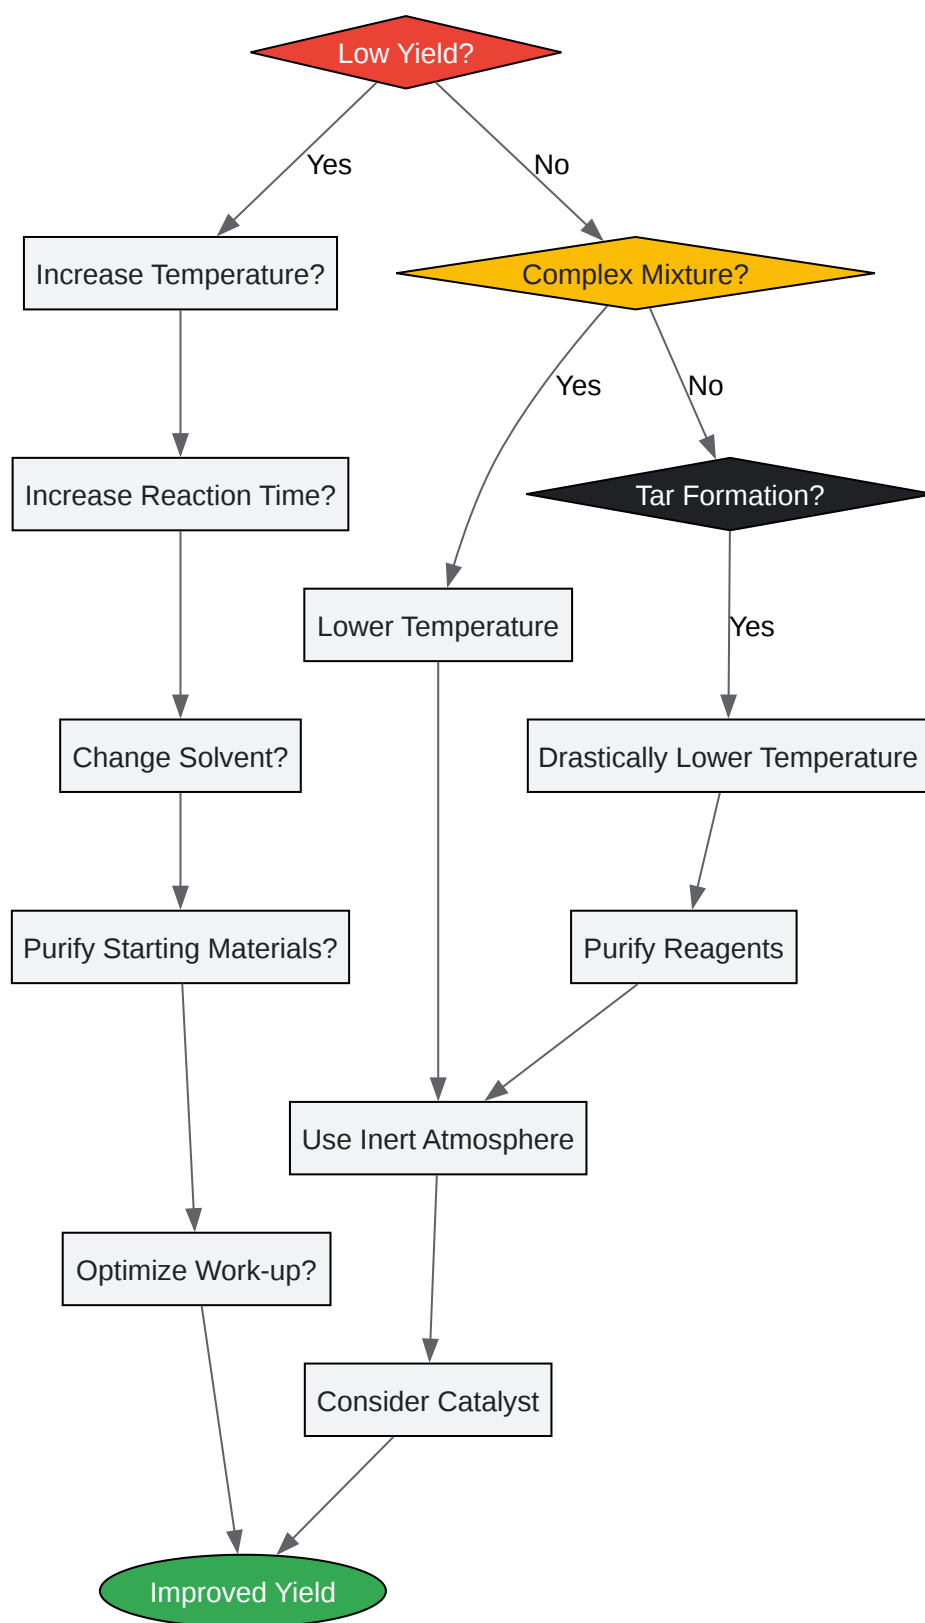 Low Yield?
Yes
No
Increase Temperature?
Complex Mixture?
Yes
No
Increase Reaction Time?
Tar Formation?
Lower Temperature
Yes
Change Solvent?
Drastically Lower Temperature
Purify Starting Materials?
Purify Reagents
Use Inert Atmosphere
Optimize Work-up?
Consider Catalyst
Improved Yield